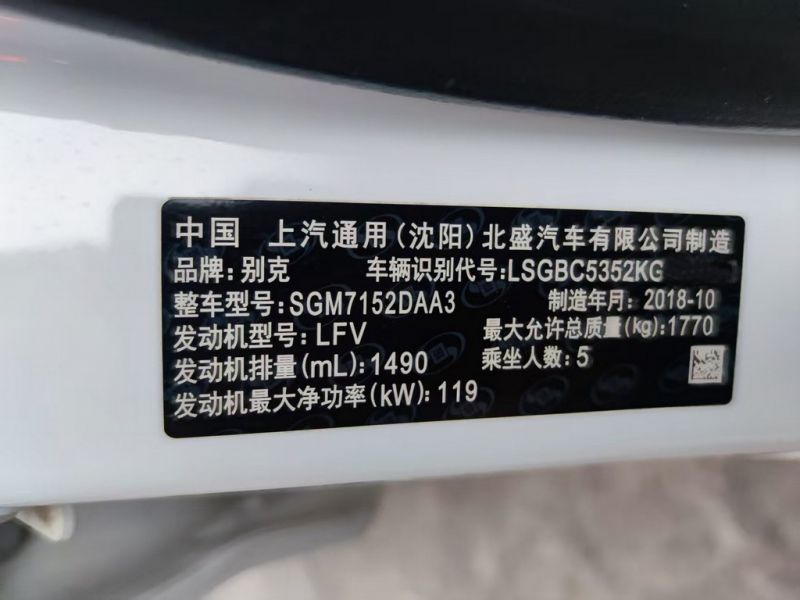 中国 上汽通用(沈阳)北盛汽车有限公司制造
品牌:别克 车辆识别代号:LSGBC5352KG
整车型号:SGM7152DAA3 制造年月:2018-10
发动机型号:LFV 最大允许总质量(kg):1770
发动机排量(mL):1490 乘坐人数:5
发动机最大净功率(kW):119